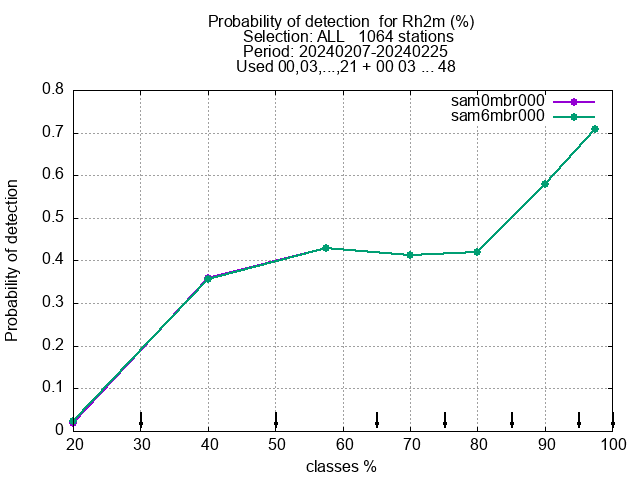 Probability of detection  for Rh2m (%)
Selection: ALL   1064 stations
Period: 20240207-20240225
Used 00,03,...,21 + 00 03 ... 48
sam0mbr000
sam6mbr000
0.8
0.7
0.6
0.5
0.4
0.3
0.2
0.1
0
Probability of detection
20 30 40 50 60 70 80 90 100
classes %